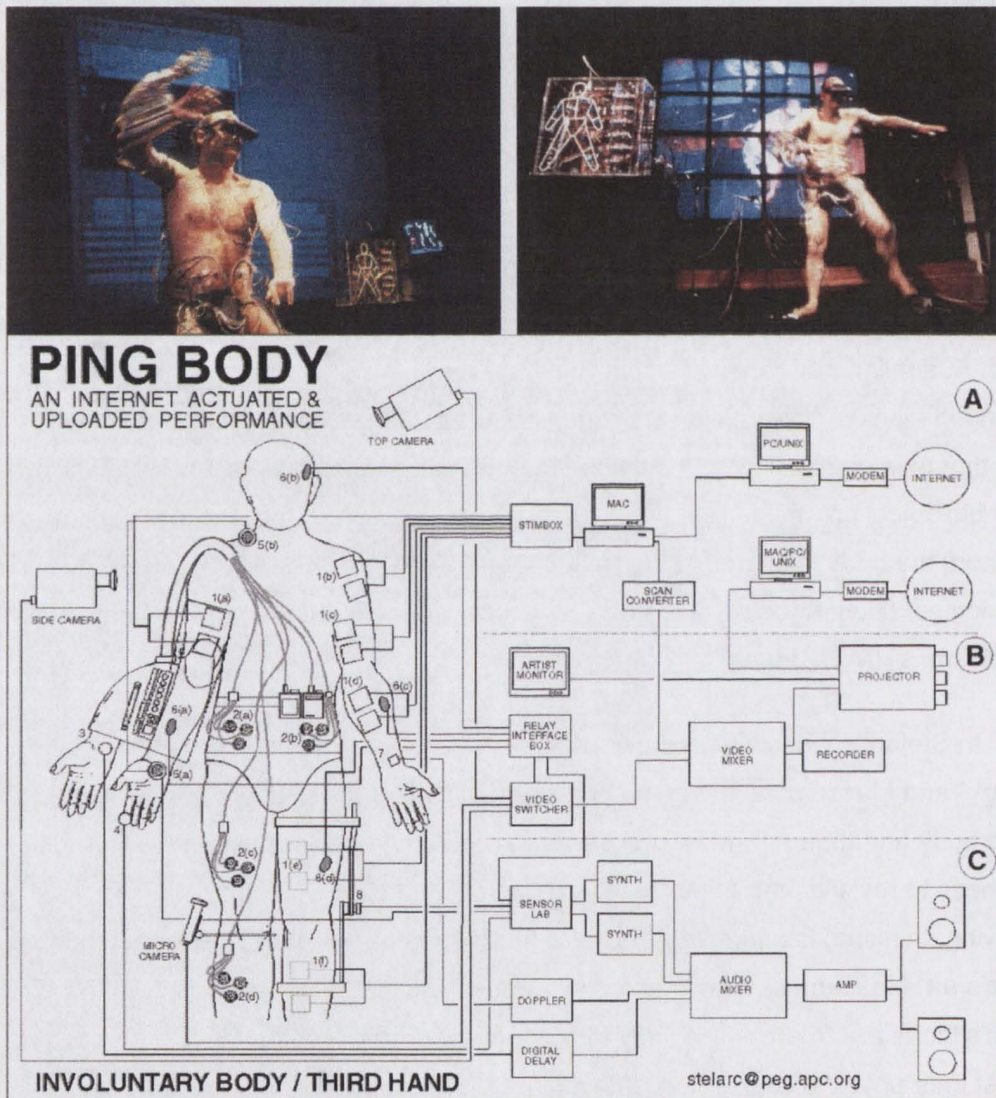 PING BODY
AN INTERNET ACTUATED &
UPLOADED PERFORMANCE
TOP CAMERA
A
PC/UNIX
MODEM
INTERNET
MAC
STIMBOX
6(b)
5(b)
1(b)
MAC/PC/
UNIX
MODEM
INTERNET
SCAN
CONVERTER
SIDE CAMERA
1(a)
1(c)
B
ARTIST
MONITOR
PROJECTOR
1(d)
6(c)
6(a)
2(a)
2(b)
RELAY
INTERFACE
BOX
VIDEO
MIXER
RECORDER
3
7
5(a)
VIDEO
SWITCHER
4
2(c)
1(e)
6(d)
8
C
SYNTH
SENSOR
LAB
SYNTH
MICRO
CAMERA
1(f)
2(d)
AUDIO
MIXER
AMP
DOPPLER
DIGITAL
DELAY
INVOLUNTARY BODY / THIRD HAND
stelarc@peg.apc.org